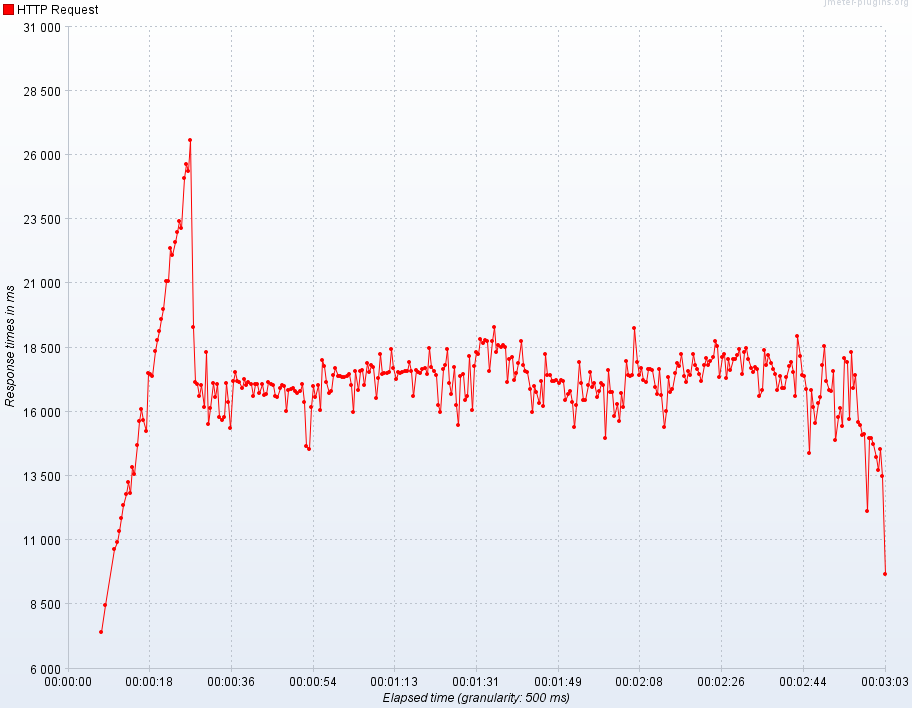 jmeter-plugins.org
HTTP Request
31 000
28 500
26 000
23 500
21 000
18 500
16 000
13 500
11 000
8 500
6 000
Response times in ms
00:00:00 00:00:18 00:00:36 00:00:54 00:01:13 00:01:31 00:01:49 00:02:08 00:02:26 00:02:44 00:03:03
Elapsed time (granularity: 500 ms)